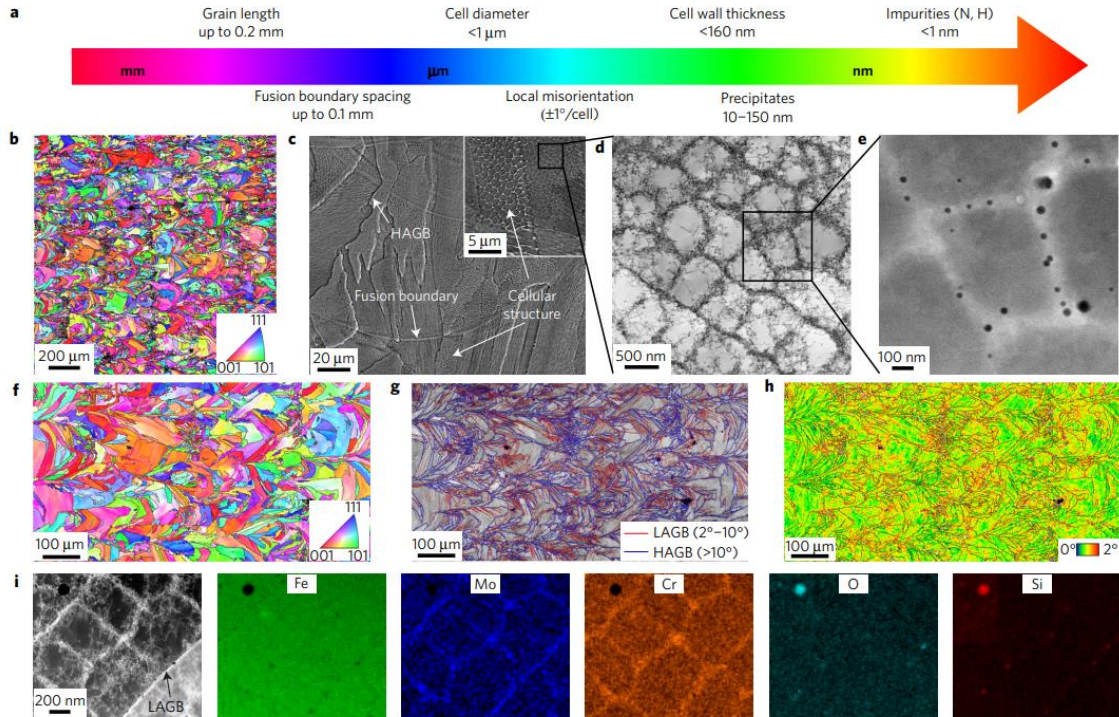 a
Grain length
up to 0.2 mm
Cell diameter
<1 μm
Cell wall thickness
<160 nm
Impurities (N, H)
<1 nm
mm
μm
nm
Fusion boundary spacing
up to 0.1 mm
Local misorientation
(±1°/cell)
Precipitates
10–150 nm
b
111
200 μm
001 101
c
HAGB
5 μm
Fusion boundary
Cellular
structure
20 μm
d
500 nm
e
100 nm
f
111
100 μm
001 101
g
LAGB (2°–10°)
HAGB (>10°)
100 μm
h
100 μm
0° 2°
i
LAGB
200 nm
Fe
Mo
Cr
O
Si